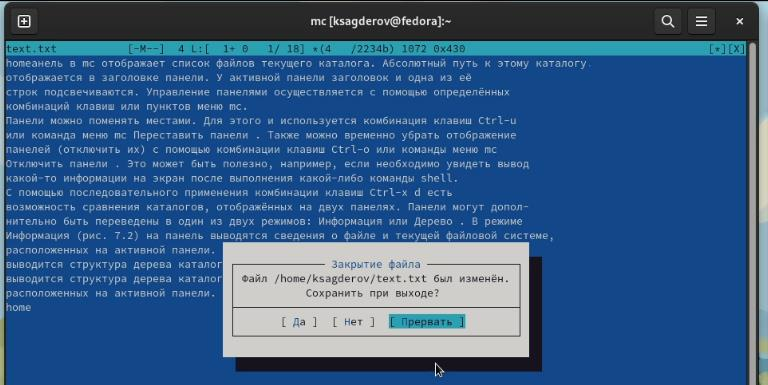 mc [ksagderov@fedora]:~
text.txt [-M--] 4 L:[ 1+ 0 1/ 18] *(4 /2234b) 1072 0x430 [*][X]
homeанель в mc отображает список файлов текущего каталога. Абсолютный путь к этому каталогу
отображается в заголовке панели. У активной панели заголовок и одна из её
строк подсвечиваются. Управление панелями осуществляется с помощью определённых
комбинаций клавиш или пунктов меню mc.
Панели можно поменять местами. Для этого и используется комбинация клавиш Ctrl-u
или команда меню mc Переставить панели . Также можно временно убрать отображение
панелей (отключить их) с помощью комбинации клавиш Ctrl-o или команды меню mc
Отключить панели . Это может быть полезно, например, если необходимо увидеть вывод
какой-то информации на экран после выполнения какой-либо команды shell.
С помощью последовательного применения комбинации клавиш Ctrl-x d есть
возможность сравнения каталогов, отображённых на двух панелях. Панели могут допол-
нительно быть переведены в один из двух режимов: Информация или Дерево . В режиме
Информация (рис. 7.2) на панель выводятся сведения о файле и текущей файловой системе,
расположенных на активной панели.
выводится структура дерева каталог
выводится структура дерева каталог
расположенных на активной панели.
home
Закрытие файла
Файл /home/ksagderov/text.txt был изменён.
Сохранить при выходе?
[ Да ] [ Нет ] [ Прервать ]